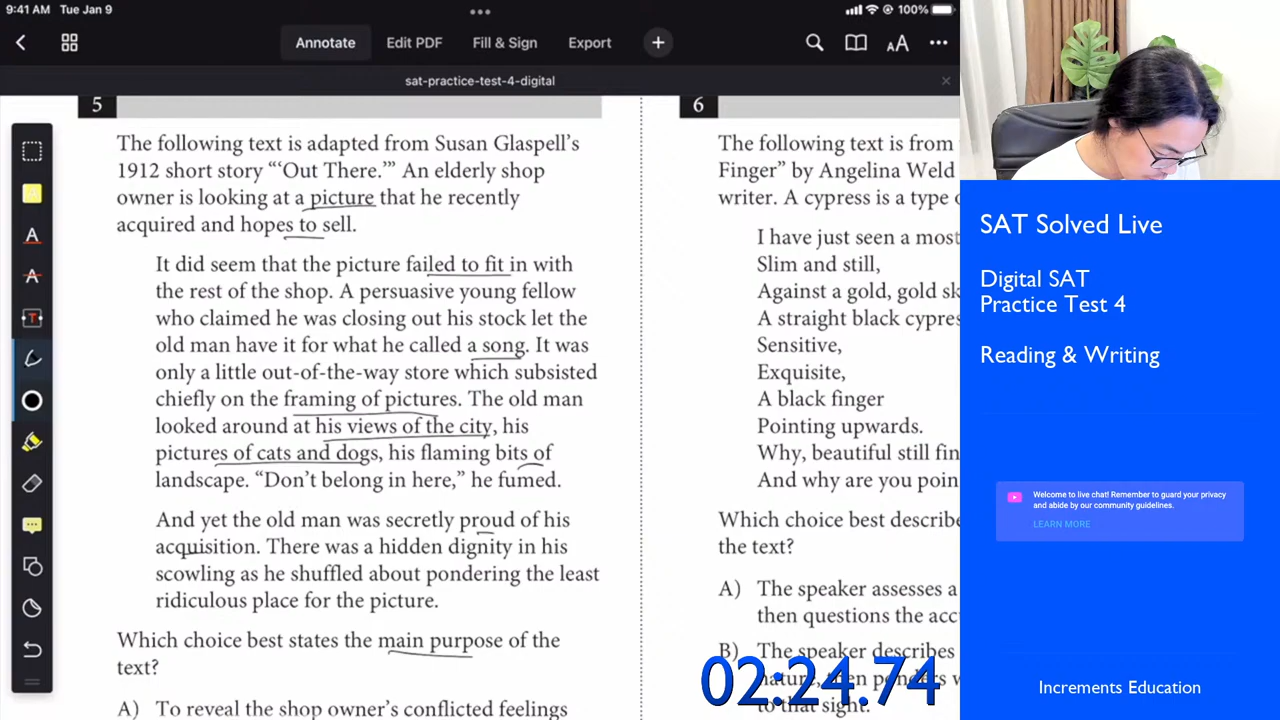 9:41 AM Tue Jan 9
100%
Annotate
Edit PDF
Fill & Sign
Export
sat-practice-test-4-digital
5
The following text is adapted from Susan Glaspell's
1912 short story "'Out There.'" An elderly shop
owner is looking at a picture that he recently
acquired and hopes to sell.
It did seem that the picture failed to fit in with
the rest of the shop. A persuasive young fellow
who claimed he was closing out his stock let the
old man have it for what he called a song. It was
only a little out-of-the-way store which subsisted
chiefly on the framing of pictures. The old man
looked around at his views of the city, his
pictures of cats and dogs, his flaming bits of
landscape. "Don't belong in here," he fumed.
And yet the old man was secretly proud of his
acquisition. There was a hidden dignity in his
scowling as he shuffled about pondering the least
ridiculous place for the picture.
Which choice best states the main purpose of the
text?
A) To reveal the shop owner's conflicted feelings
6
The following text is from
Finger" by Angelina Weld
writer. A cypress is a type o
I have just seen a most
Slim and still,
Against a gold, gold sk
A straight black cypres
Sensitive,
Exquisite,
A black finger
Pointing upwards.
Why, beautiful still fin
And why are you poin
Which choice best describe
the text?
A) The speaker assesses a
then questions the acc
B) The speaker describes
nature, then ponders w
to that sight.
02:24.74
SAT Solved Live
Digital SAT
Practice Test 4
Reading & Writing
Welcome to live chat! Remember to guard your privacy
and abide by our community guidelines.
LEARN MORE
Increments Education